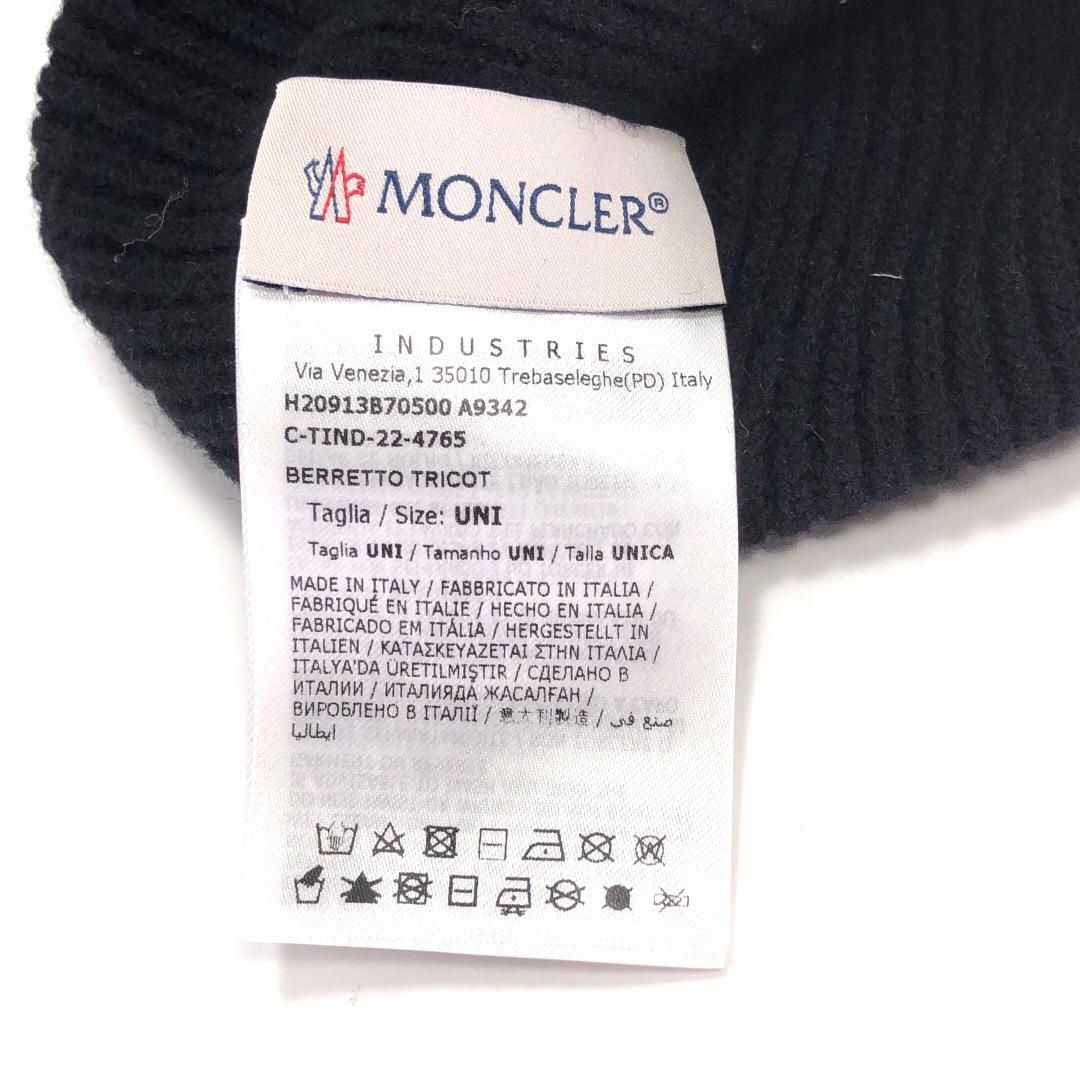 MONCLER®
INDUSTRIES
Via Venezia,1 35010 Trebaseleghe(PD) Italy
H20913B70500 A9342
C-TIND-22-4765
BERRETTO TRICOT
Taglia / Size: UNI
Taglia UNI / Tamanho UNI / Talla UNICA
MADE IN ITALY / FABBRICATO IN ITALIA /
FABRIQUÉ EN ITALIE / HECHO EN ITALIA /
FABRICADO EM ITÁLIA / HERGESTELLT IN
ITALIEN / ΚΑΤΑΣΚΕΥΑΖΕΤΑΙ ΣΤΗΝ ΙΤΑΛΙΑ /
ITALYA'DA ÜRETILMIŞTIR / СДЕЛАНО В
ИТАЛИИ / ИТАЛИЯДА ЖАСАЛҒАН /
ВИРОБЛЕНО В ІТАЛІЇ / 意大利製造 / صنع في
ايطاليا